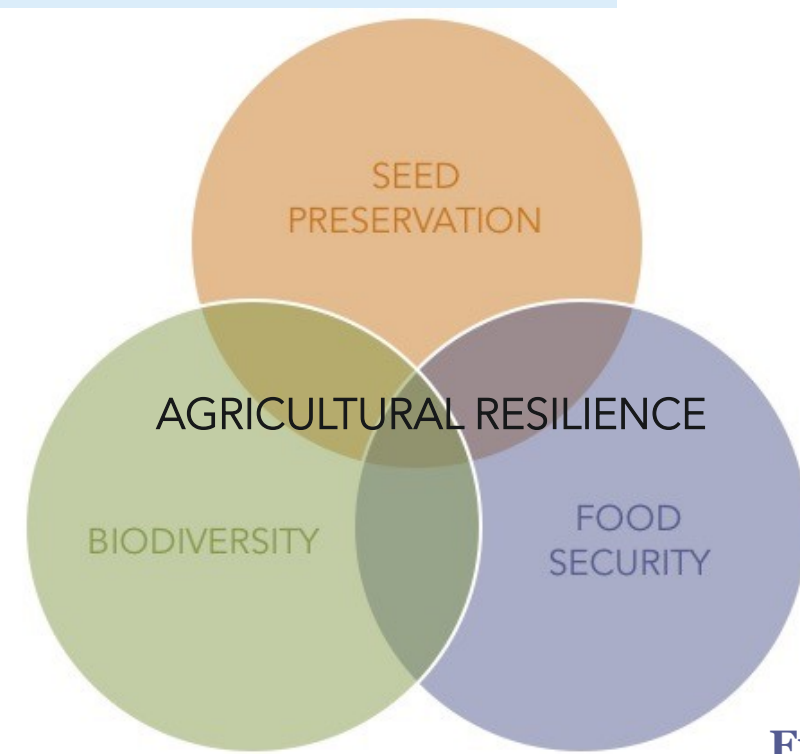 SEED
PRESERVATION
AGRICULTURAL RESILIENCE
BIODIVERSITY
FOOD
SECURITY